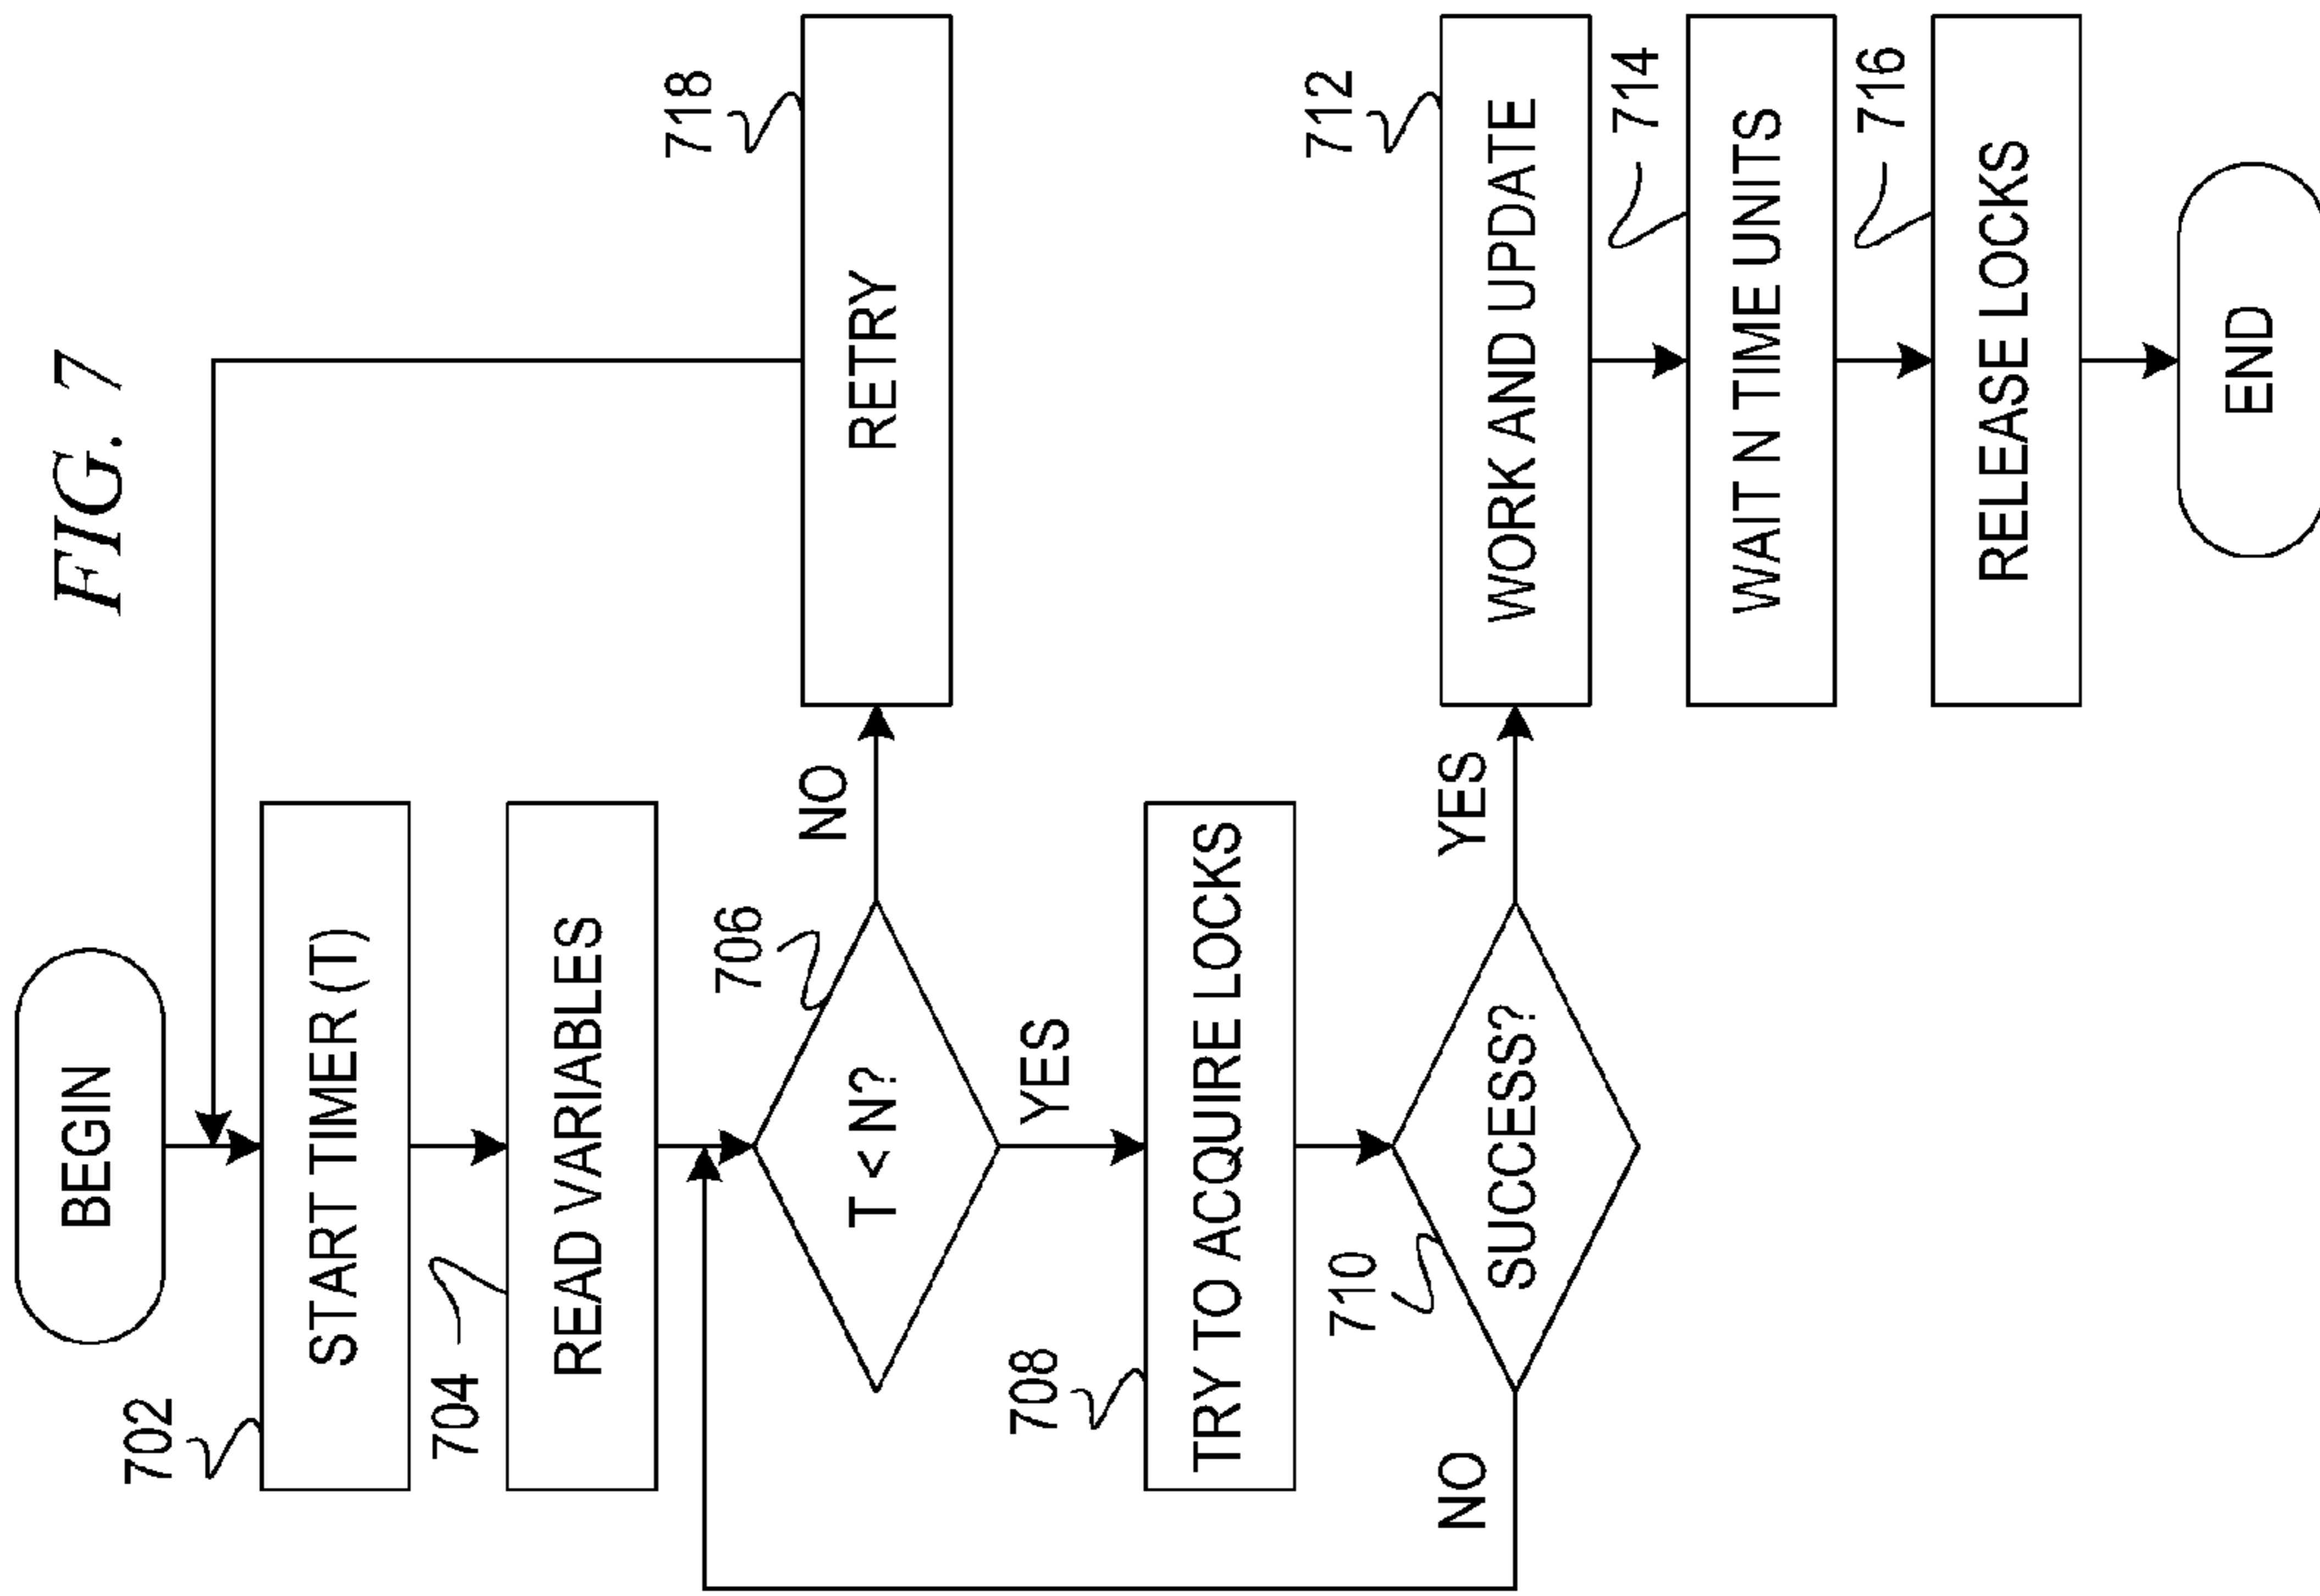 FIG. 7
BEGIN
702
START TIMER (T)
704
READ VARIABLES
706
T < N?
NO
718
RETRY
YES
708
TRY TO ACQUIRE LOCKS
710
SUCCESS?
NO
YES
712
WORK AND UPDATE
714
WAIT N TIME UNITS
716
RELEASE LOCKS
END